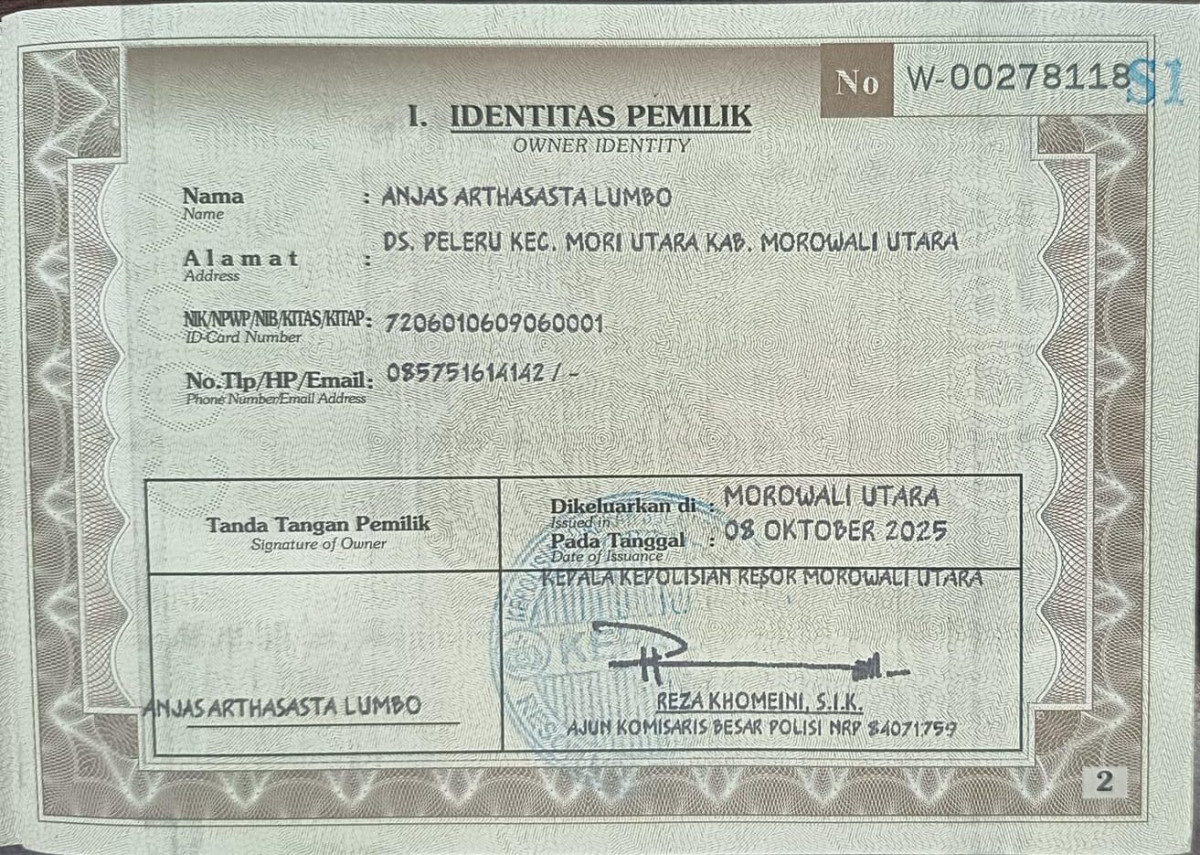 No W-00278118 S1
I. IDENTITAS PEMILIK
OWNER IDENTITY
Nama : ANJAS ARTHASASTA LUMBO
Name
DS. PELERU KEC. MORI UTARA KAB. MOROWALI UTARA
Alamat :
Address
NIK/NPWP/NIB/KITAS/KITAP: 7206010609060001
ID-Card Number
No.Tlp/HP/Email: 085751614142 / -
Phone Number/Email Address
Tanda Tangan Pemilik
Signature of Owner
Dikeluarkan di : MOROWALI UTARA
Issued in
Pada Tanggal : 08 OKTOBER 2025
Date of Issuance
KEPALA KEPOLISIAN RESOR MOROWALI UTARA
ANJAS ARTHASASTA LUMBO
REZA KHOMEINI, S.I.K.
AJUN KOMISARIS BESAR POLISI NRP 84071759
2